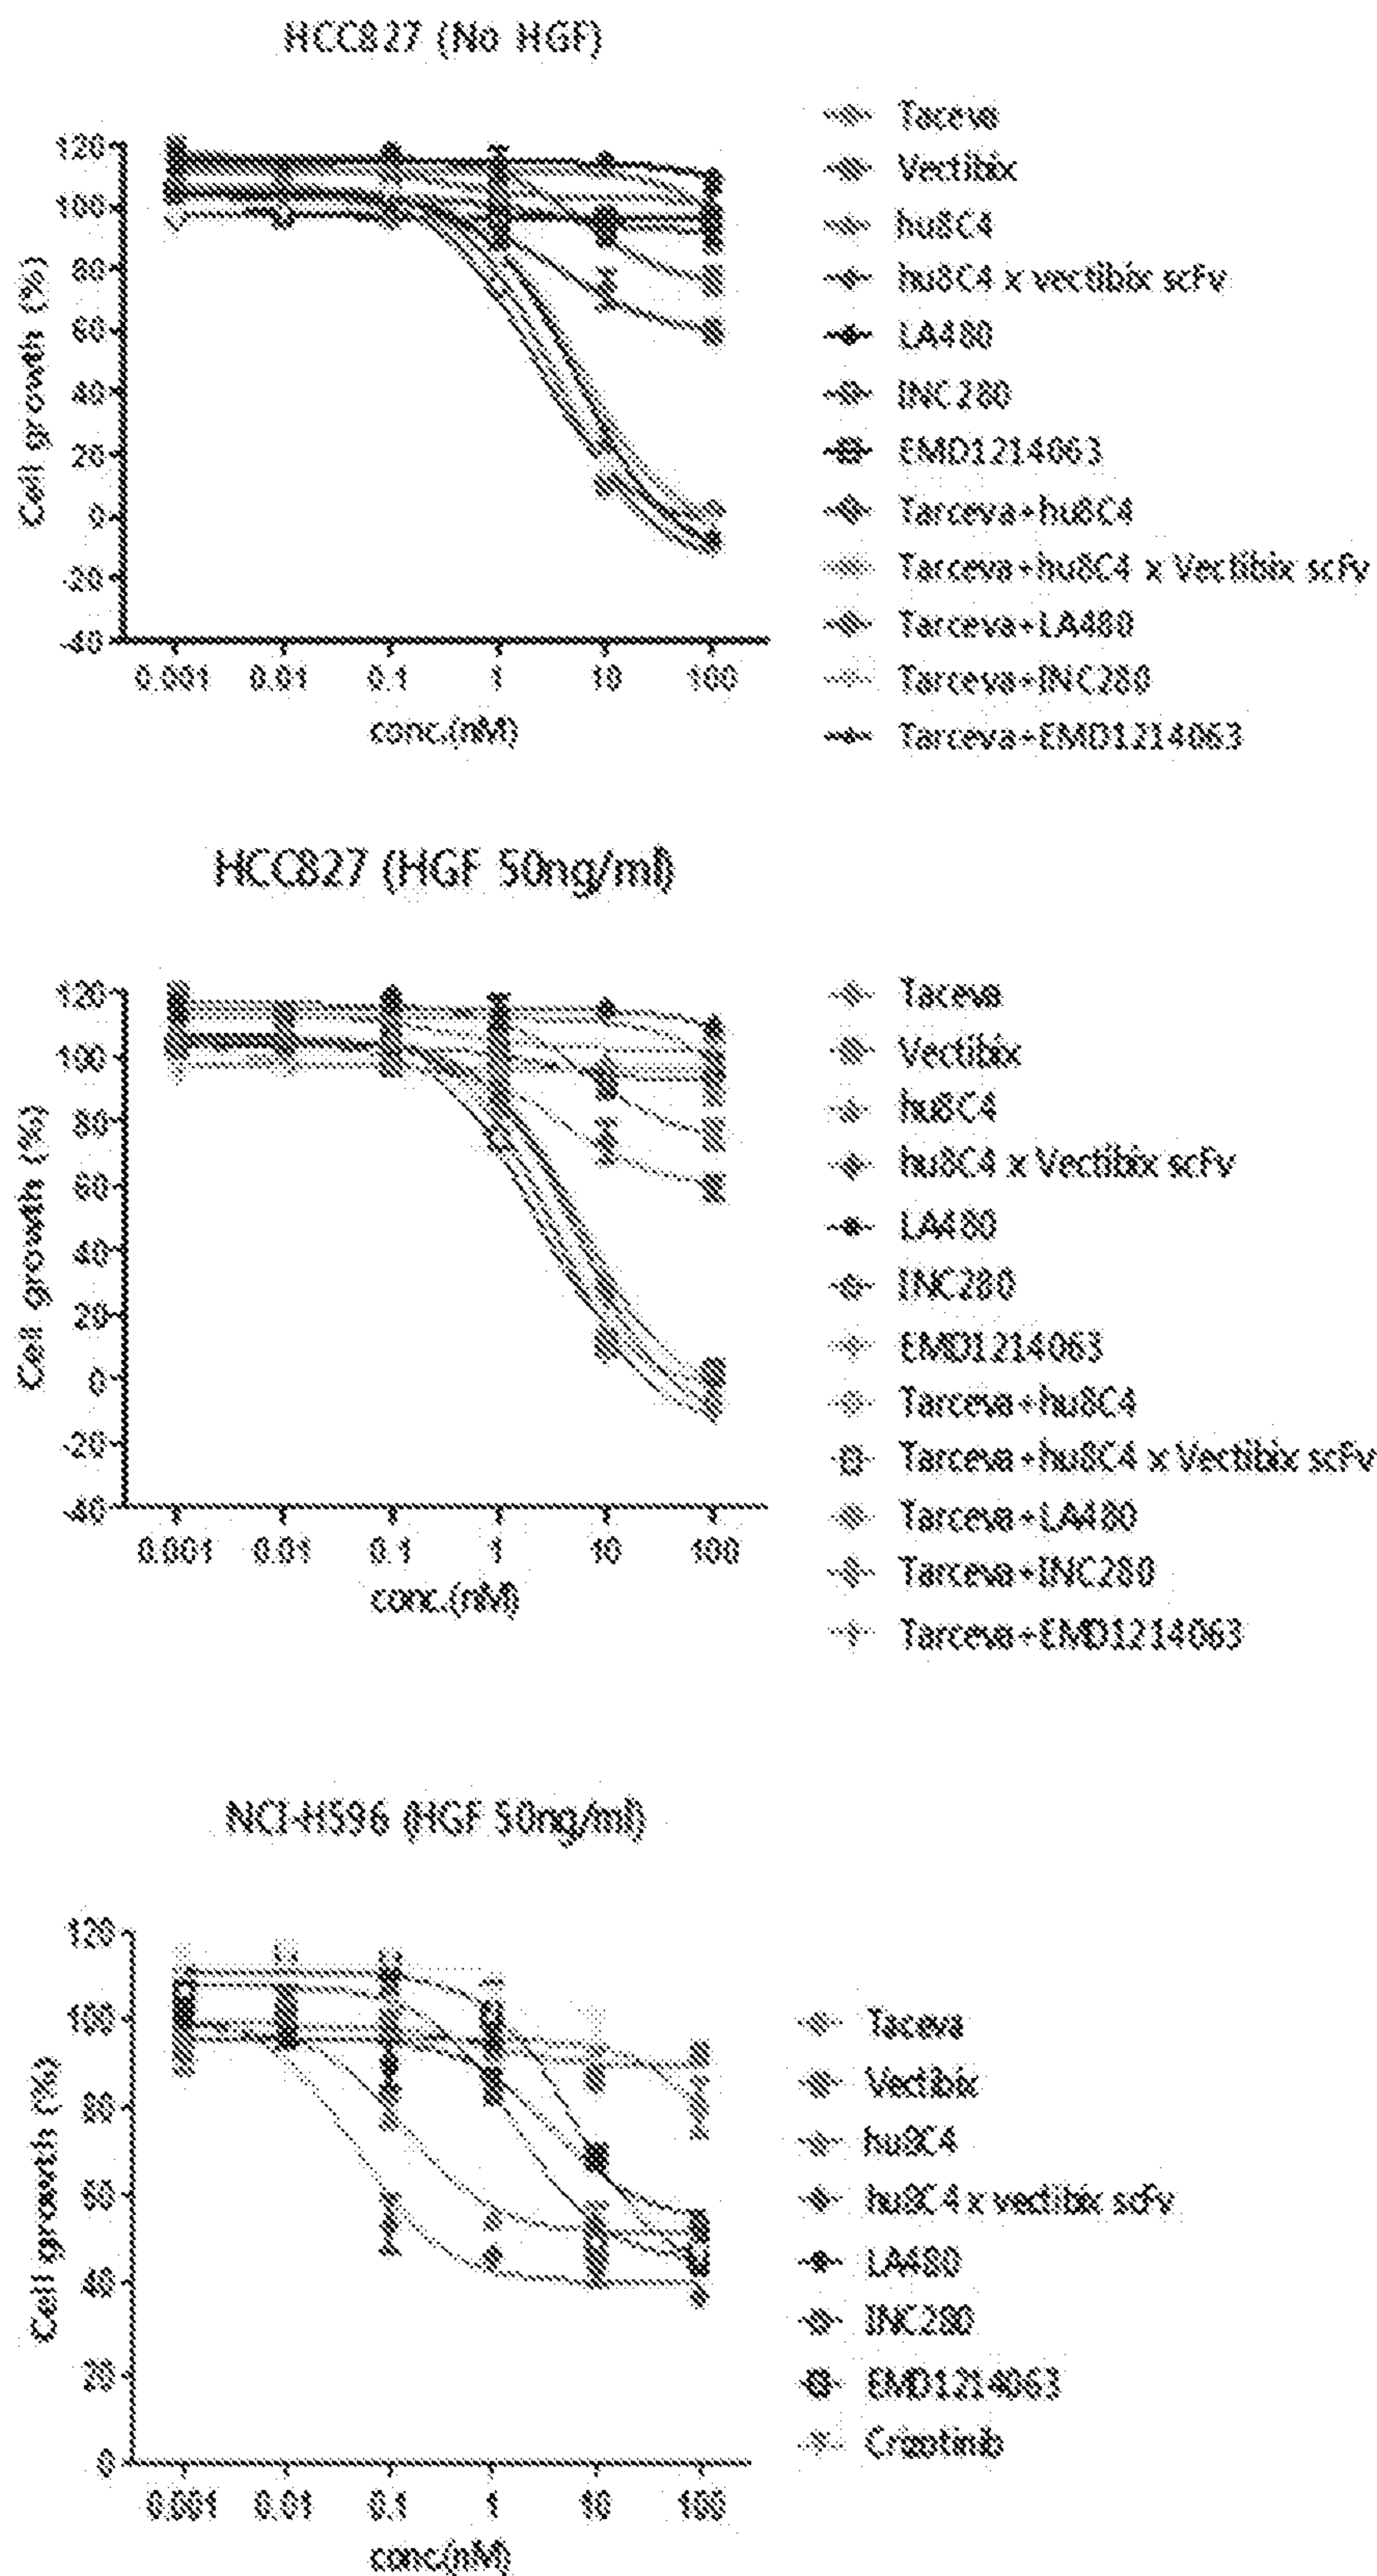 HCC827 (No HGF)
Cell growth (%)
120
100
80
60
40
20
0
-20
-40
0.001 0.01 0.1 1 10 100
conc.(nM)
Taceva
Vectibix
hu8C4
hu8C4 x vectibix scFv
LA480
INC280
EMD1214063
Tarceva+hu8C4
Tarceva+hu8C4 x Vectibix scFv
Tarceva+LA480
Tarceva+INC280
Tarceva+EMD1214063
HCC827 (HGF 50ng/ml)
Cell growth (%)
120
100
80
60
40
20
0
-20
-40
0.001 0.01 0.1 1 10 100
conc.(nM)
Taceva
Vectibix
hu8C4
hu8C4 x Vectibix scFv
LA480
INC280
EMD1214063
Tarceva+hu8C4
Tarceva+hu8C4 x Vectibix scFv
Tarceva+LA480
Tarceva+INC280
Tarceva+EMD1214063
NCI-H596 (HGF 50ng/ml)
Cell growth (%)
120
100
80
60
40
20
0
0.001 0.01 0.1 1 10 100
conc(nM)
Taceva
Vectibix
hu8C4
hu8C4 x vectibix scFv
LA480
INC280
EMD1214063
Crizotinib